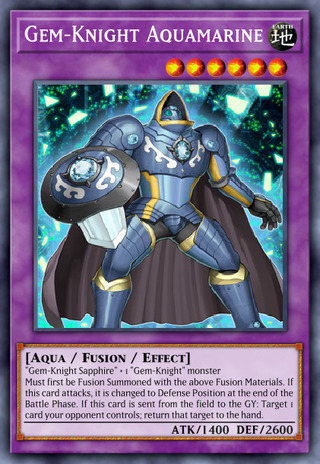 Gem-Knight Aquamarine
EARTH
地
[Aqua / Fusion / Effect]
"Gem-Knight Sapphire" + 1 "Gem-Knight" monster
Must first be Fusion Summoned with the above Fusion Materials. If
this card attacks, it is changed to Defense Position at the end of the
Battle Phase. If this card is sent from the field to the GY: Target 1
card your opponent controls; return that target to the hand.
ATK/1400 DEF/2600